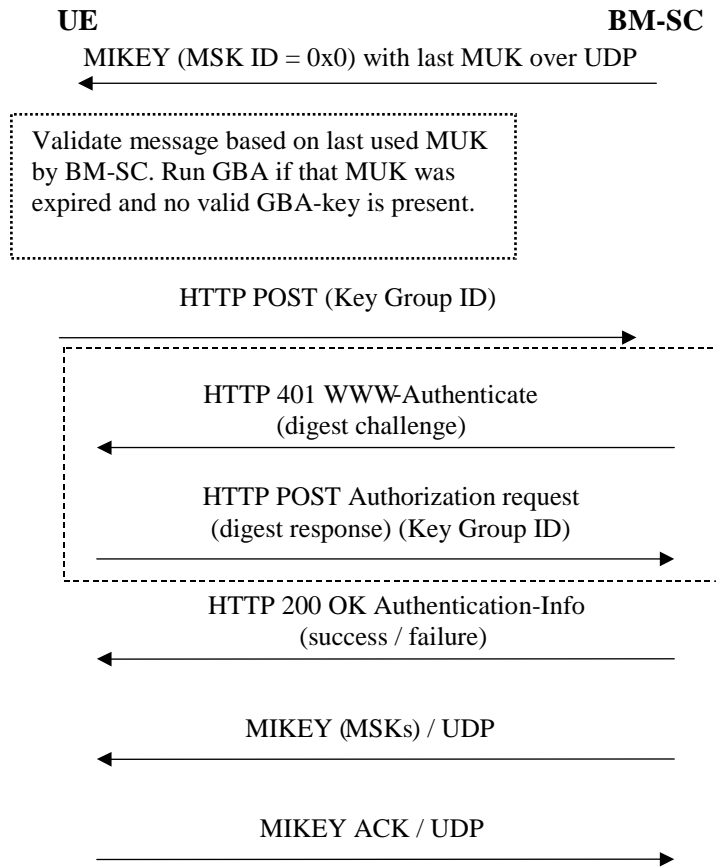 UE BM-SC
MIKEY (MSK ID = 0x0) with last MUK over UDP
Validate message based on last used MUK
by BM-SC. Run GBA if that MUK was
expired and no valid GBA-key is present.
HTTP POST (Key Group ID)
HTTP 401 WWW-Authenticate
(digest challenge)
HTTP POST Authorization request
(digest response) (Key Group ID)
HTTP 200 OK Authentication-Info
(success / failure)
MIKEY (MSKs) / UDP
MIKEY ACK / UDP